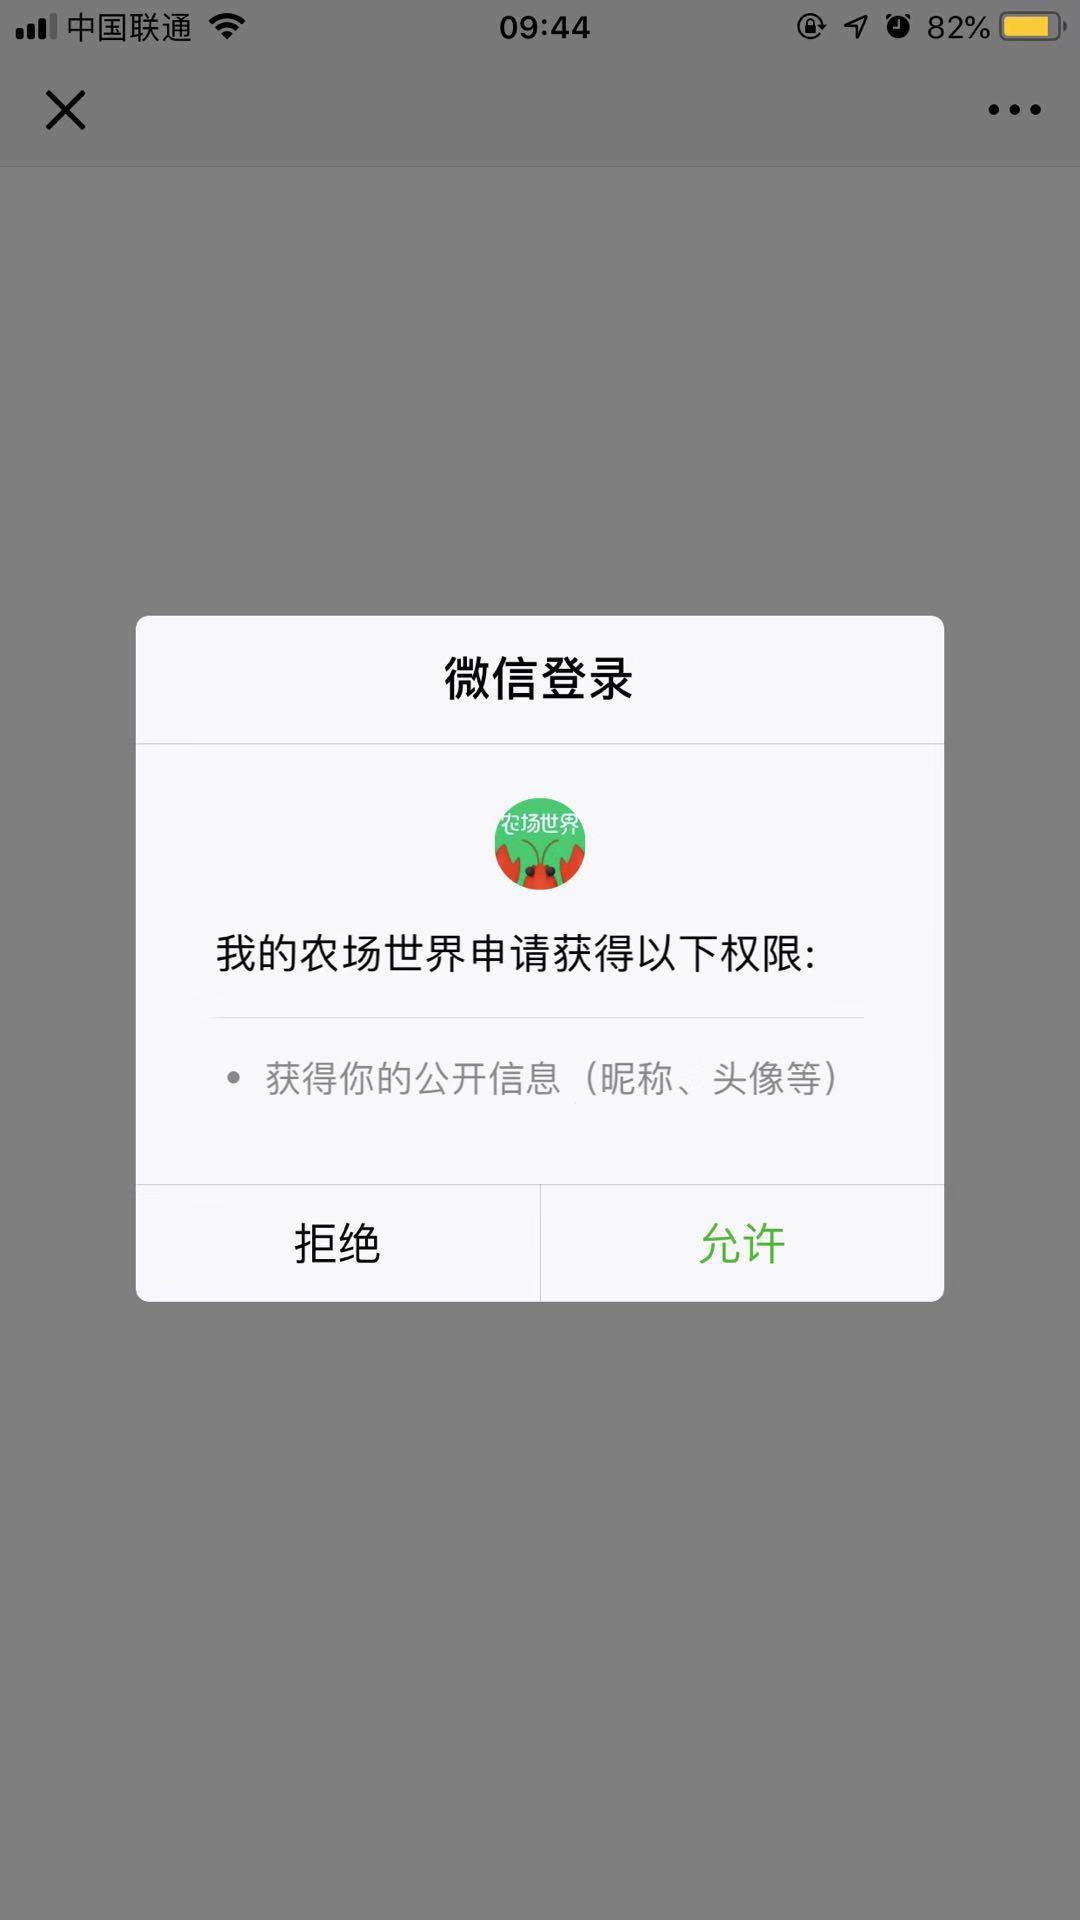 中国联通
09:44
82%
微信登录
农场世界
我的农场世界申请获得以下权限:
• 获得你的公开信息（昵称、头像等）
拒绝
允许